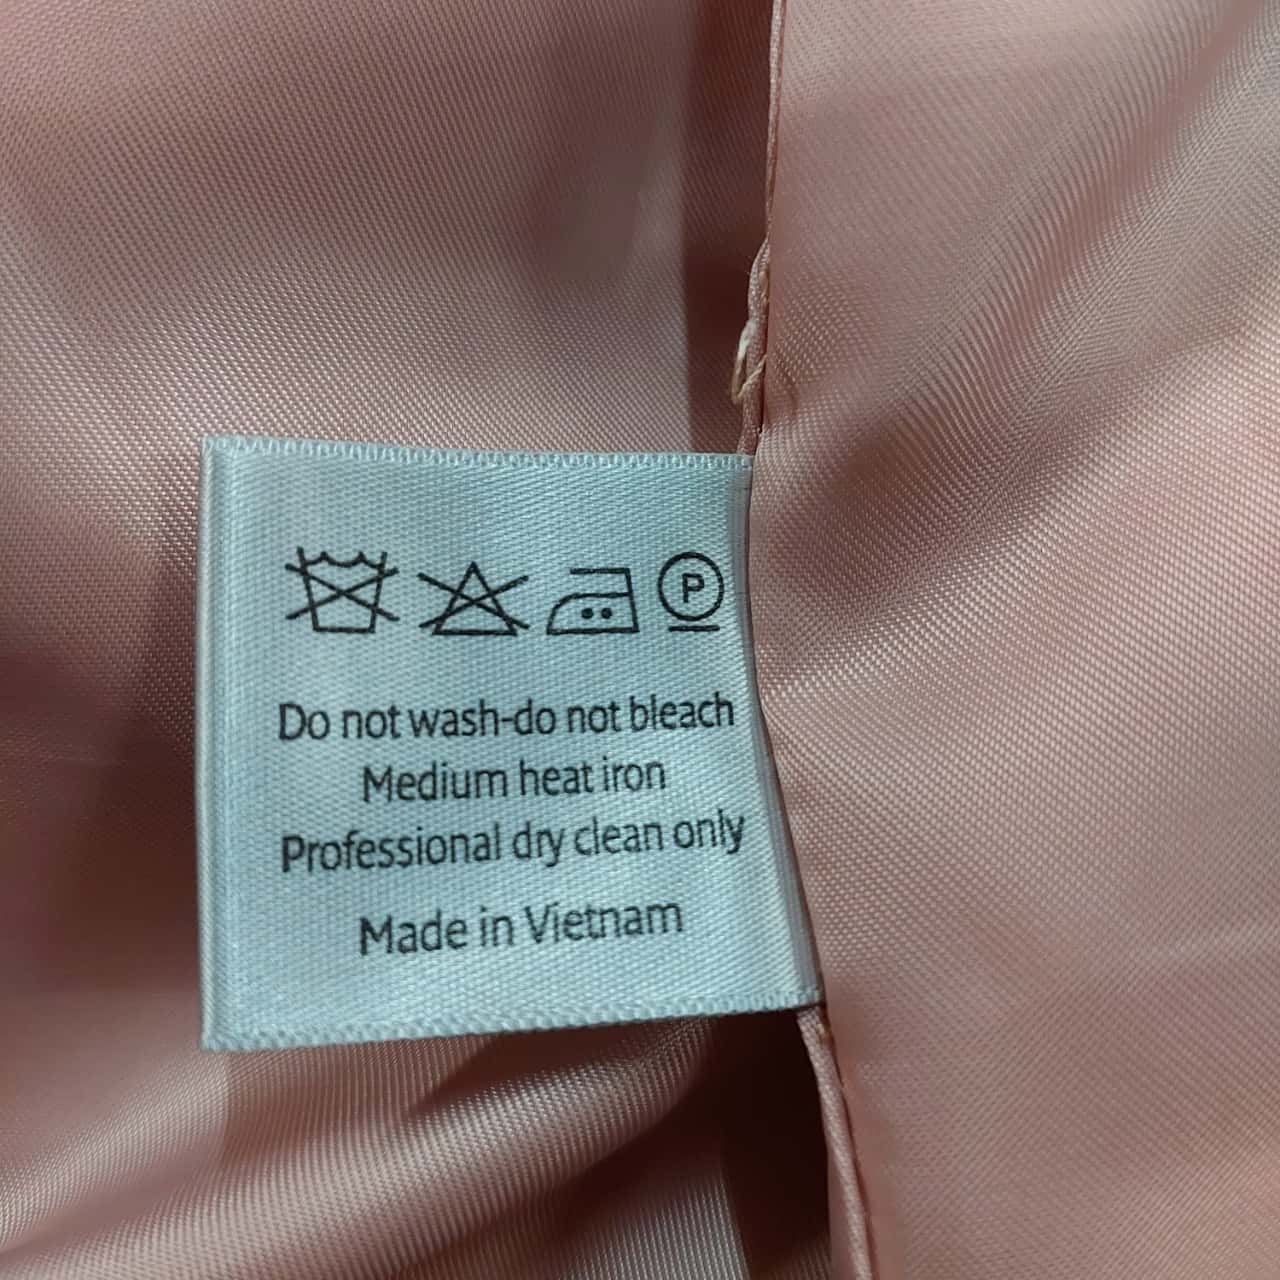 P
Do not wash-do not bleach
Medium heat iron
Professional dry clean only
Made in Vietnam